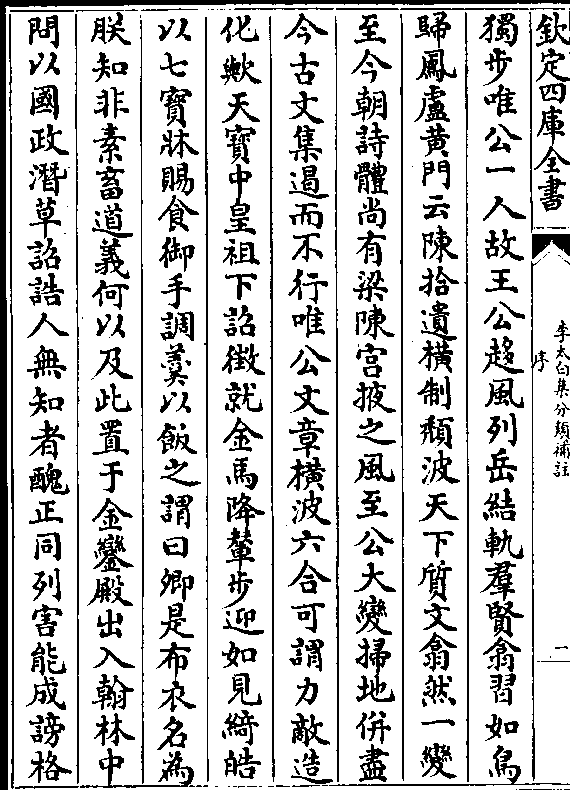 欽定四庫全書
李太白集分類補註
序
一
獨步唯公一人故王公趍風列岳結軌羣賢翕習如鳥
歸鳳盧黄門云陳拾遺橫制頽波天下質文翕然一變
至今朝詩體尚有梁陳宫掖之風至公大變掃地併盡
今古文集遏而不行唯公文章横波六合可謂力敵造
化歟天寶中皇祖下詔徴就金馬降輦步迎如見綺皓
以七寶牀賜食御手調羮以飯之謂曰卿是布衣名為
朕知非素畜道義何以及此置于金鑾殿出入翰林中
問以國政潛草詔誥人無知者醜正同列害能成謗格